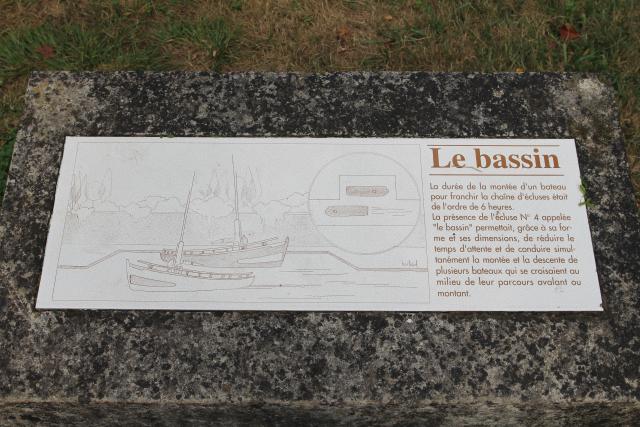 Le bassin
La durée de la montée d'un bateau
pour franchir la chaîne d'écluses était
de l'ordre de 6 heures.
La présence de l'écluse N° 4 appelée
"le bassin" permettait, grâce à sa for-
me et ses dimensions, de réduire le
temps d'attente et de conduire simul-
tanément la montée et la descente de
plusieurs bateaux qui se croisaient au
milieu de leur parcours avalant ou
montant.